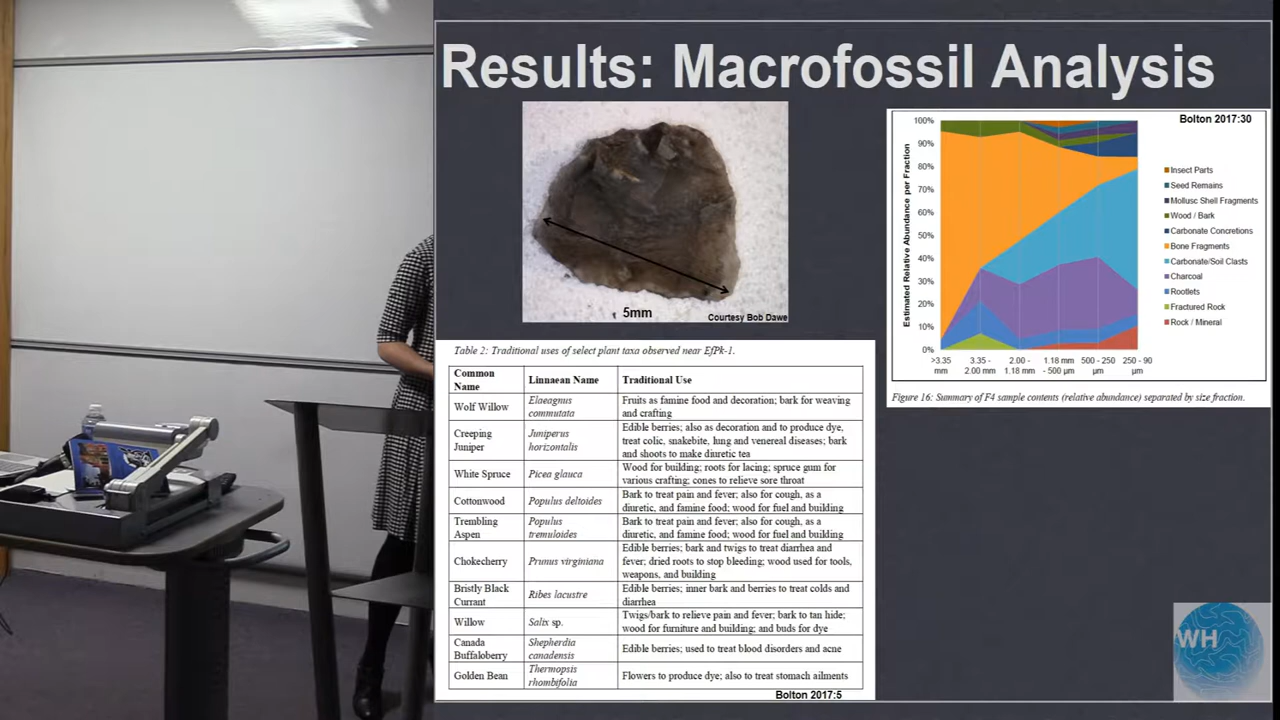 Results: Macrofossil Analysis
5mm
Courtesy Bob Dawe
Bolton 2017:30
Estimated Relative Abundance per Fraction
100%
90%
80%
70%
60%
50%
40%
30%
20%
10%
0%
>3.35 mm
3.35 - 2.00 mm
2.00 - 1.18 mm
1.18 mm - 500 µm
500 - 250 µm
250 - 90 µm
Insect Parts
Seed Remains
Mollusc Shell Fragments
Wood / Bark
Carbonate Concretions
Bone Fragments
Carbonate/Soil Clasts
Charcoal
Rootlets
Fractured Rock
Rock / Mineral
Figure 16: Summary of F4 sample contents (relative abundance) separated by size fraction.
Table 2: Traditional uses of select plant taxa observed near EfPk-1.
Common Name
Linnaean Name
Traditional Use
Wolf Willow
Elaeagnus commutata
Fruits as famine food and decoration; bark for weaving
and crafting
Creeping Juniper
Juniperus horizontalis
Edible berries; also as decoration and to produce dye,
treat colic, snakebite, lung and venereal diseases; bark
and shoots to make diuretic tea
White Spruce
Picea glauca
Wood for building; roots for lacing; spruce gum for
various crafting; cones to relieve sore throat
Cottonwood
Populus deltoides
Bark to treat pain and fever; also for cough, as a
diuretic, and famine food; wood for fuel and building
Trembling Aspen
Populus tremuloides
Bark to treat pain and fever; also for cough, as a
diuretic, and famine food; wood for fuel and building
Chokecherry
Prunus virginiana
Edible berries; bark and twigs to treat diarrhea and
fever; dried roots to stop bleeding; wood used for tools,
weapons, and building
Bristly Black Currant
Ribes lacustre
Edible berries; inner bark and berries to treat colds and
diarrhea
Willow
Salix sp.
Twigs/bark to relieve pain and fever; bark to tan hide;
wood for furniture and building; and buds for dye
Canada Buffaloberry
Shepherdia canadensis
Edible berries; used to treat blood disorders and acne
Golden Bean
Thermopsis rhombifolia
Flowers to produce dye; also to treat stomach ailments
Bolton 2017:5
WH